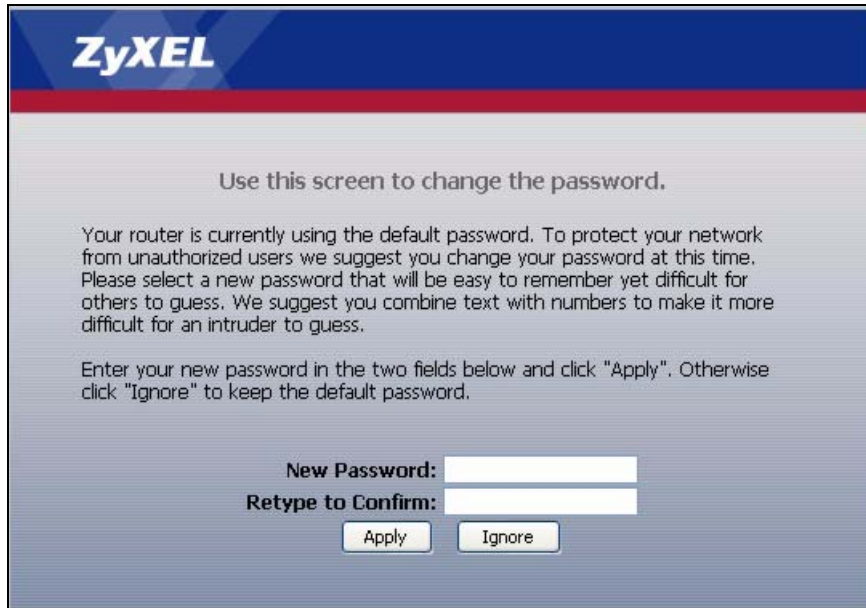 ZyXEL
Use this screen to change the password.
Your router is currently using the default password. To protect your network
from unauthorized users we suggest you change your password at this time.
Please select a new password that will be easy to remember yet difficult for
others to guess. We suggest you combine text with numbers to make it more
difficult for an intruder to guess.
Enter your new password in the two fields below and click "Apply". Otherwise
click "Ignore" to keep the default password.
New Password:
Retype to Confirm:
Apply Ignore